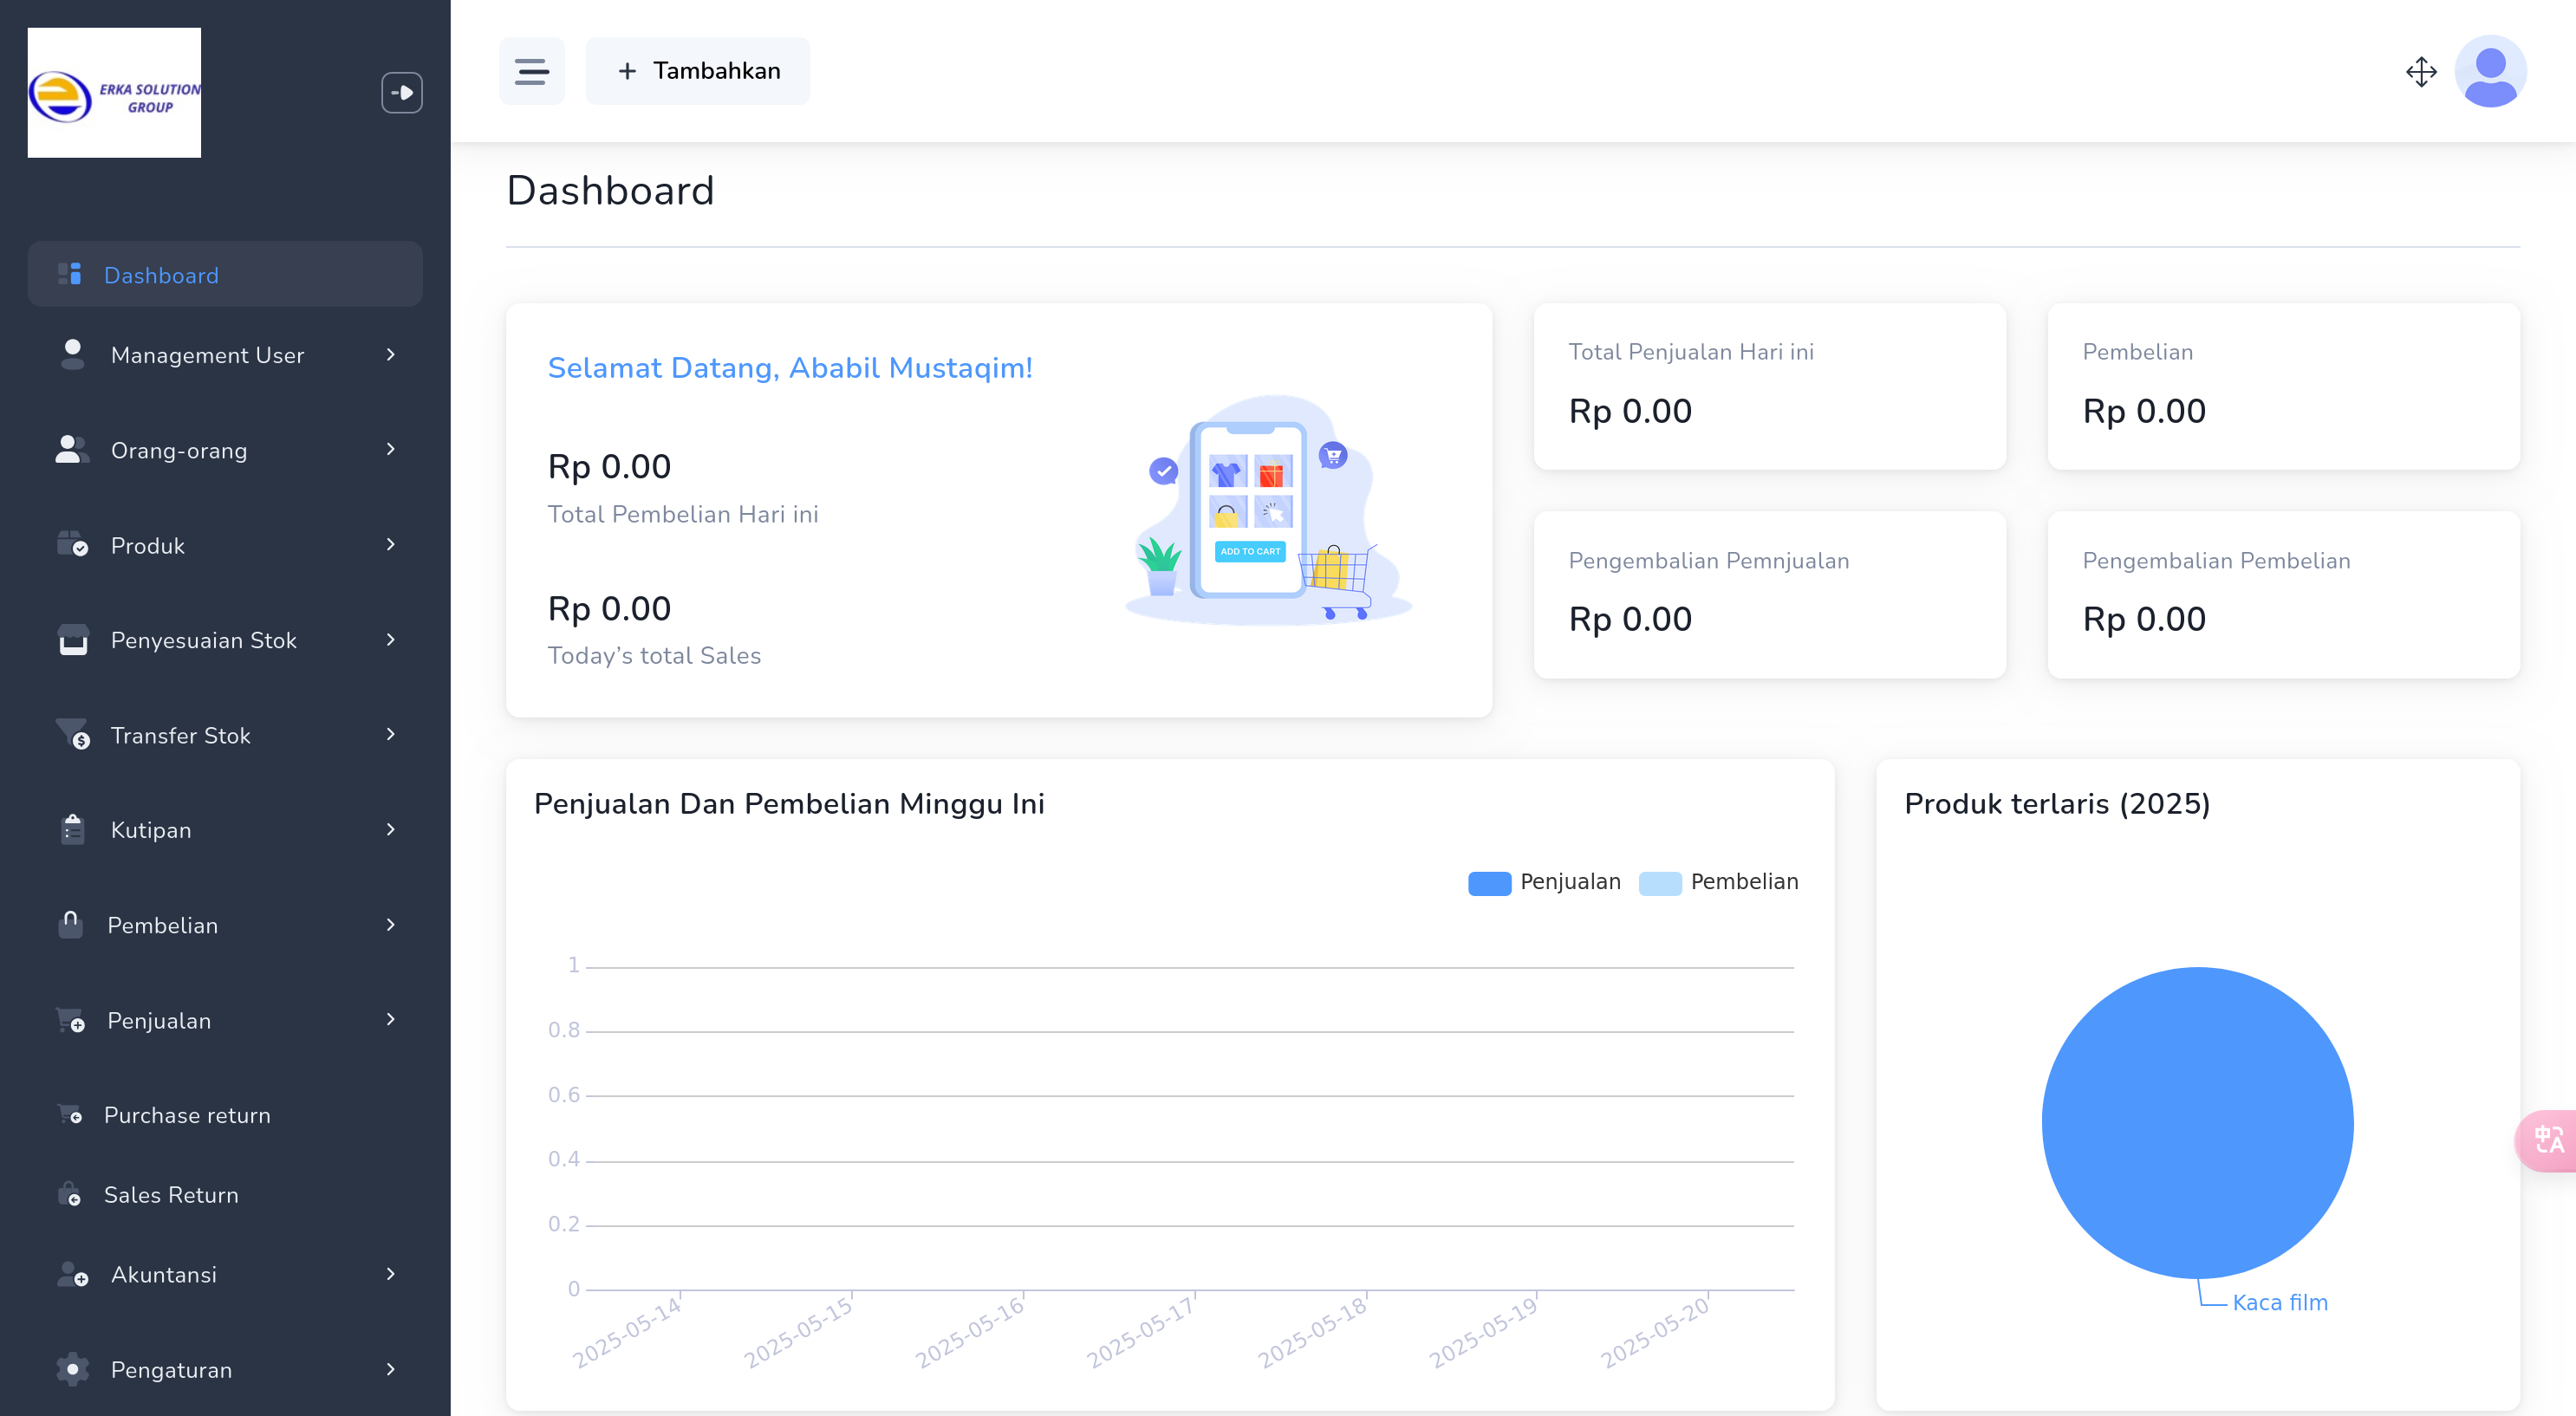 ERKA SOLUTION
GROUP
Tambahkan
Dashboard
Dashboard
Management User
Orang-orang
Produk
Penyesuaian Stok
Transfer Stok
Kutipan
Pembelian
Penjualan
Purchase return
Sales Return
Akuntansi
Pengaturan
Selamat Datang, Ababil Mustaqim!
Rp 0.00
Total Pembelian Hari ini
Rp 0.00
Today's total Sales
ADD TO CART
Total Penjualan Hari ini
Rp 0.00
Pembelian
Rp 0.00
Pengembalian Pemnjualan
Rp 0.00
Pengembalian Pembelian
Rp 0.00
Penjualan Dan Pembelian Minggu Ini
Penjualan
Pembelian
1
0.8
0.6
0.4
0.2
0
2025-05-14
2025-05-15
2025-05-16
2025-05-17
2025-05-18
2025-05-19
2025-05-20
Produk terlaris (2025)
Kaca film
中A